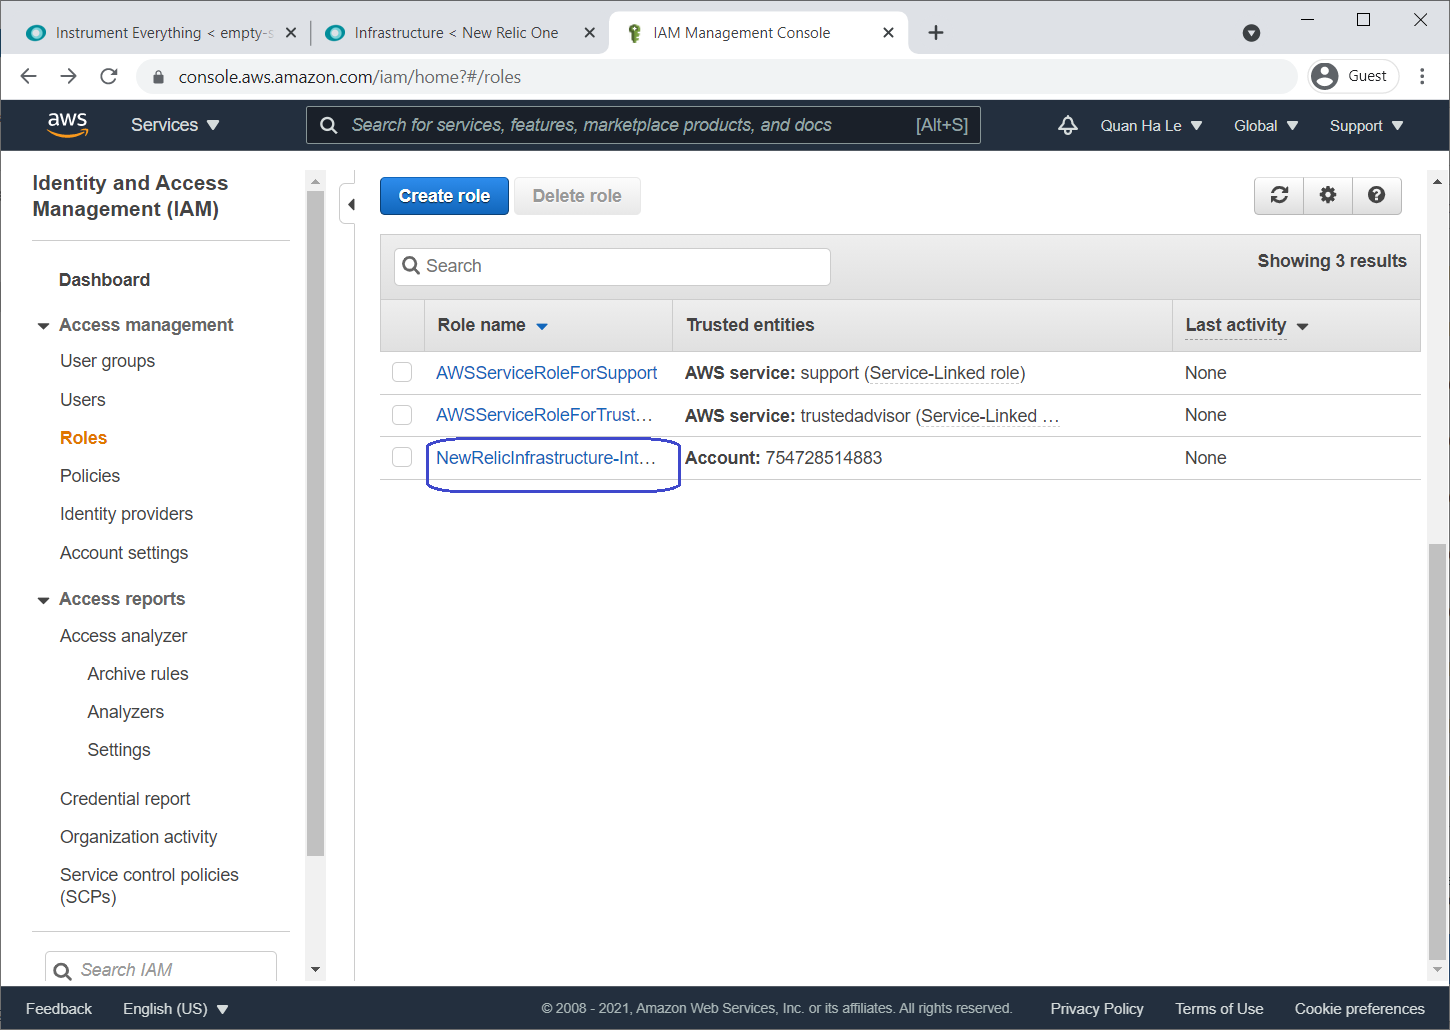 Instrument Everything < empty-s
Infrastructure < New Relic One
IAM Management Console
console.aws.amazon.com/iam/home?#/roles
Guest
aws
Services
Search for services, features, marketplace products, and docs
[Alt+S]
Quan Ha Le
Global
Support
Identity and Access
Management (IAM)
Dashboard
Access management
User groups
Users
Roles
Policies
Identity providers
Account settings
Access reports
Access analyzer
Archive rules
Analyzers
Settings
Credential report
Organization activity
Service control policies
(SCPs)
Search IAM
Create role
Delete role
Search
Showing 3 results
Role name
Trusted entities
Last activity
AWSServiceRoleForSupport
AWS service: support (Service-Linked role)
None
AWSServiceRoleForTrust…
AWS service: trustedadvisor (Service-Linked …
None
NewRelicInfrastructure-Int…
Account: 754728514883
None
Feedback
English (US)
© 2008 - 2021, Amazon Web Services, Inc. or its affiliates. All rights reserved.
Privacy Policy
Terms of Use
Cookie preferences